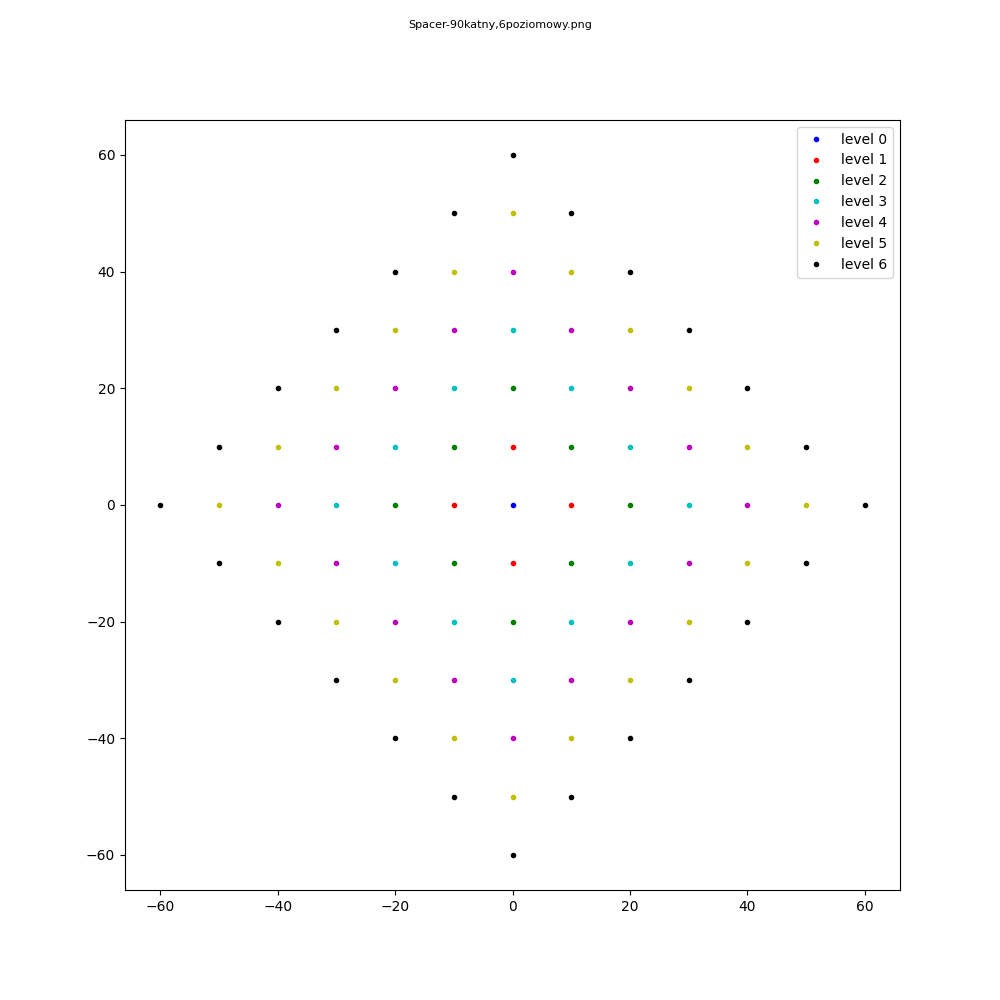 Spacer-90katny,6poziomowy.png
level 0
level 1
level 2
level 3
level 4
level 5
level 6
60
40
20
0
−20
−40
−60
−60 −40 −20 0 20 40 60